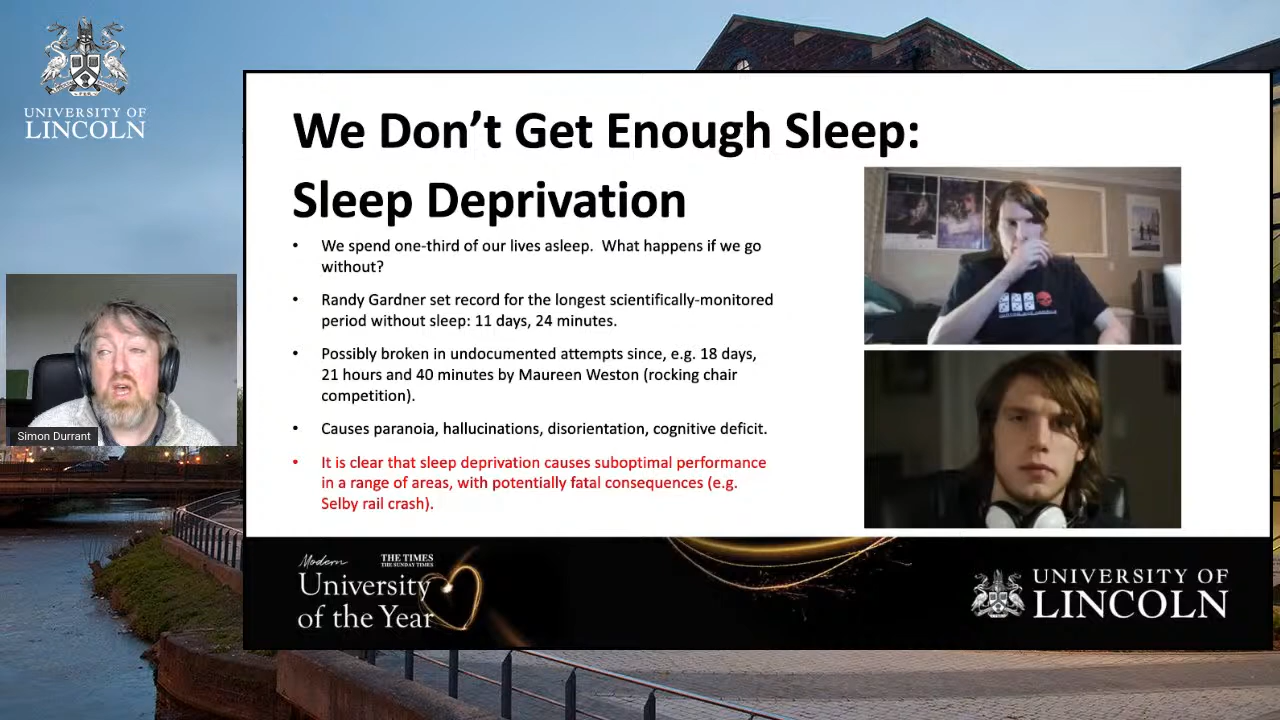 UNIVERSITY OF
LINCOLN
We Don't Get Enough Sleep:
Sleep Deprivation
• We spend one-third of our lives asleep. What happens if we go
without?
• Randy Gardner set record for the longest scientifically-monitored
period without sleep: 11 days, 24 minutes.
• Possibly broken in undocumented attempts since, e.g. 18 days,
21 hours and 40 minutes by Maureen Weston (rocking chair
competition).
• Causes paranoia, hallucinations, disorientation, cognitive deficit.
• It is clear that sleep deprivation causes suboptimal performance
in a range of areas, with potentially fatal consequences (e.g.
Selby rail crash).
Simon Durrant
Modern
THE TIMES
THE SUNDAY TIMES
University
of the Year
UNIVERSITY OF
LINCOLN